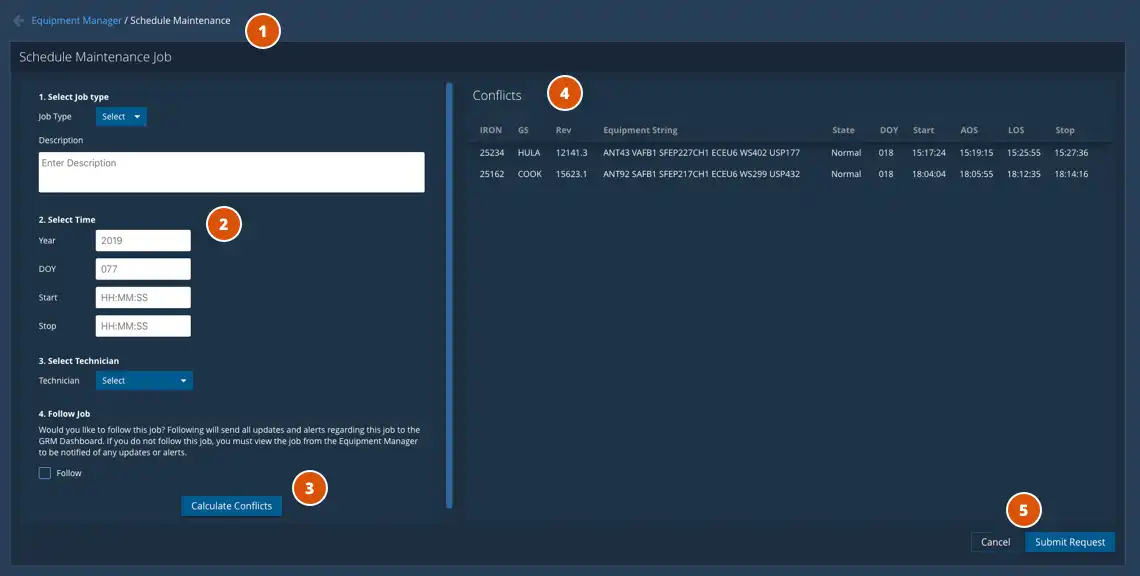 Equipment Manager / Schedule Maintenance
1
Schedule Maintenance Job
1. Select Job type
Job Type Select
Description
Enter Description
2. Select Time
2
Year 2019
DOY 077
Start HH:MM:SS
Stop HH:MM:SS
3. Select Technician
Technician Select
4. Follow Job
Would you like to follow this job? Following will send all updates and alerts regarding this job to the
GRM Dashboard. If you do not follow this job, you must view the job from the Equipment Manager
to be notified of any updates or alerts.
Follow
3
Calculate Conflicts
Conflicts
4
IRON GS Rev Equipment String State DOY Start AOS LOS Stop
25234 HULA 12141.3 ANT43 VAFB1 SFEP227CH1 ECEU6 WS402 USP177 Normal 018 15:17:24 15:19:15 15:25:55 15:27:36
25162 COOK 15623.1 ANT92 SAFB1 SFEP217CH1 ECEU6 WS299 USP432 Normal 018 18:04:04 18:05:55 18:12:35 18:14:16
5
Cancel Submit Request